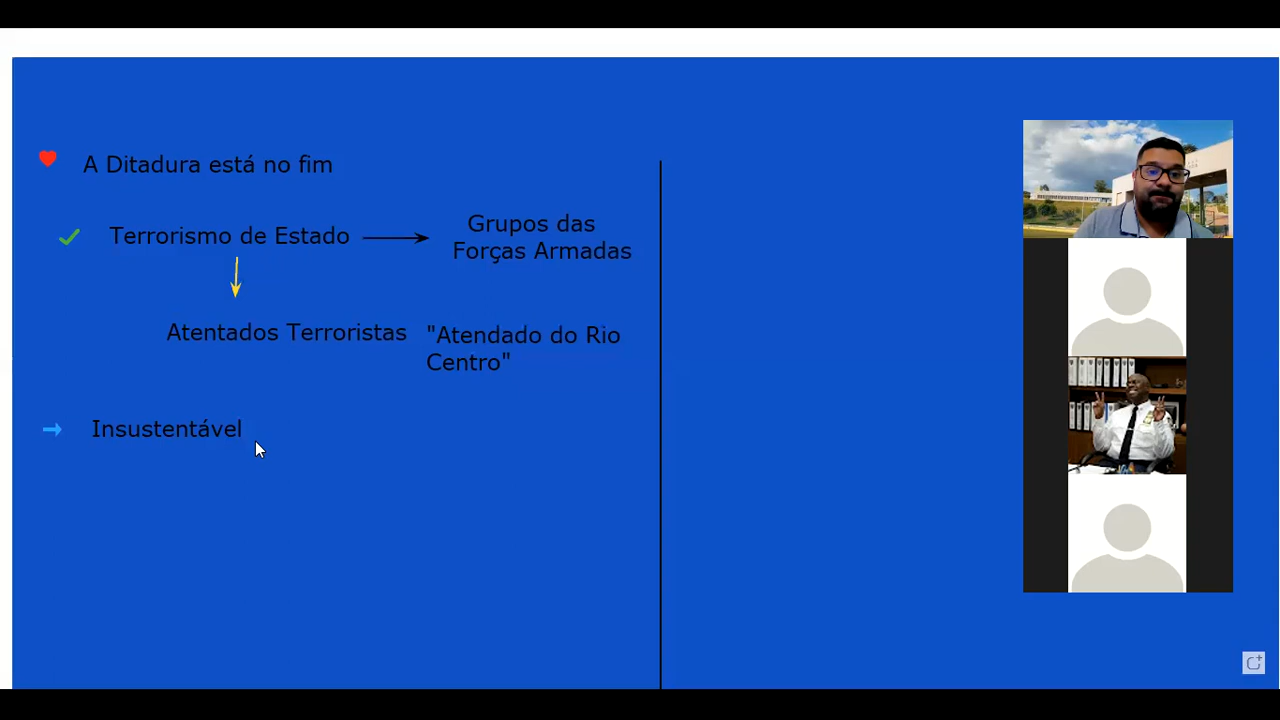 A Ditadura está no fim
Terrorismo de Estado
Grupos das
Forças Armadas
Atentados Terroristas
"Atendado do Rio
Centro"
Insustentável